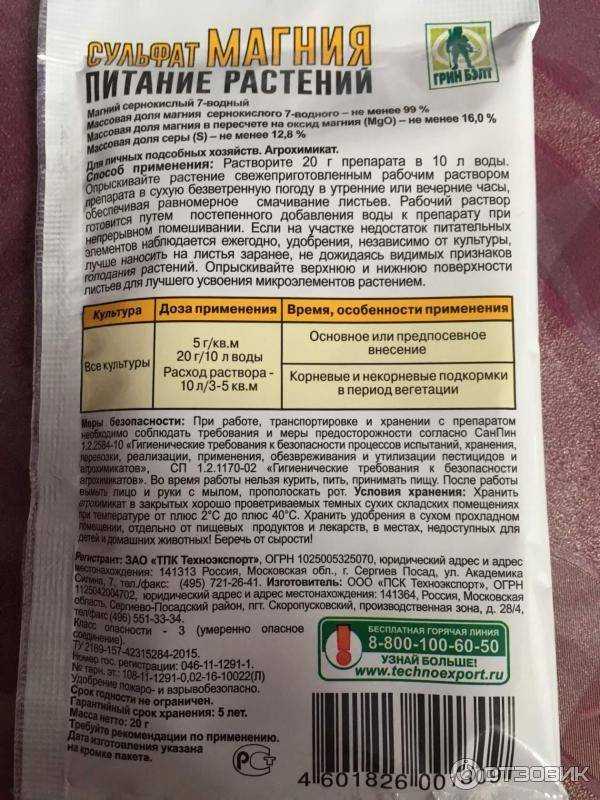 СУЛЬФАТ МАГНИЯ
ПИТАНИЕ РАСТЕНИЙ
ГРИН БЭЛТ
Магний сернокислый 7-водный
Массовая доля магния сернокислого 7-водного – не менее 99 %
Массовая доля магния в пересчете на оксид магния (MgO) – не менее 16,0 %
Массовая доля серы (S) – не менее 12,8 %
Для личных подсобных хозяйств. Агрохимикат.
Способ применения: Растворите 20 г препарата в 10 л воды.
Опрыскивайте растение свежеприготовленным рабочим раствором
препарата в сухую безветренную погоду в утренние или вечерние часы,
обеспечивая равномерное смачивание листьев. Рабочий раствор
готовится путем постепенного добавления воды к препарату при
непрерывном помешивании. Если на участке недостаток питательных
элементов наблюдается ежегодно, удобрения, независимо от культуры,
лучше наносить на листья заранее, не дожидаясь видимых признаков
голодания растений. Опрыскивайте верхнюю и нижнюю поверхности
листьев для лучшего усвоения микроэлементов растением.
Культура Доза применения Время, особенности применения
Все культуры
5 г/кв.м
20 г/10 л воды
Расход раствора -
10 л/3-5 кв.м
Основное или предпосевное
внесение
Корневые и некорневые подкормки
в период вегетации
Меры безопасности: При работе, транспортировке и хранении с препаратом
необходимо соблюдать требования и меры предосторожности согласно СанПин
1.2.2584-10 «Гигиенические требования к безопасности процессов испытаний, хранения,
перевозки, реализации, применения, обезвреживания и утилизации пестицидов и
агрохимикатов», СП 1.2.1170-02 «Гигиенические требования к безопасности
агрохимикатов». Во время работы нельзя курить, пить, принимать пищу. После работы
вымыть лицо и руки с мылом, прополоскать рот. Условия хранения: Хранить
агрохимикат в закрытых хорошо проветриваемых темных сухих складских помещениях
при температуре от плюс 2°С до плюс 40°С. Хранить удобрения в сухом прохладном
помещении, отдельно от пищевых продуктов и лекарств, в местах, недоступных для
детей и домашних животных! Беречь от сырости!
Регистрант: ЗАО «ТПК Техноэкспорт», ОГРН 1025005325070, юридический адрес и адрес
местонахождения: 141313 Россия, Московская обл., г. Сергиев Посад, ул. Академика
Силина, 7, тел./факс: (495) 721-26-41. Изготовитель: ООО «ПСК Техноэкспорт», ОГРН
1125042004702, юридический адрес и адрес местонахождения: 141364, Россия, Московская
область, Сергиево-Посадский район, пгт. Скоропусковский, производственная зона, д. 28/4,
тел/факс (496) 551-33-34.
Класс опасности - 3 (умеренно опасное
соединение).
ТУ 2189-157-42315284-2015.
Номер гос. регистрации: 046-11-1291-1.
№ тарн. эт.: 108-11-1291-0,02-16-10022(Л)
Удобрение пожаро- и взрывобезопасно.
Срок годности не ограничен.
Гарантийный срок хранения: 5 лет.
Масса нетто: 20 г
Требуйте рекомендации по применению.
Дата изготовления указана
на кромке пакета.
БЕСПЛАТНАЯ ГОРЯЧАЯ ЛИНИЯ
8-800-100-60-50
УЗНАЙ БОЛЬШЕ!
www.technoexport.ru
РСТ
4 601826
ОТЗОВИК